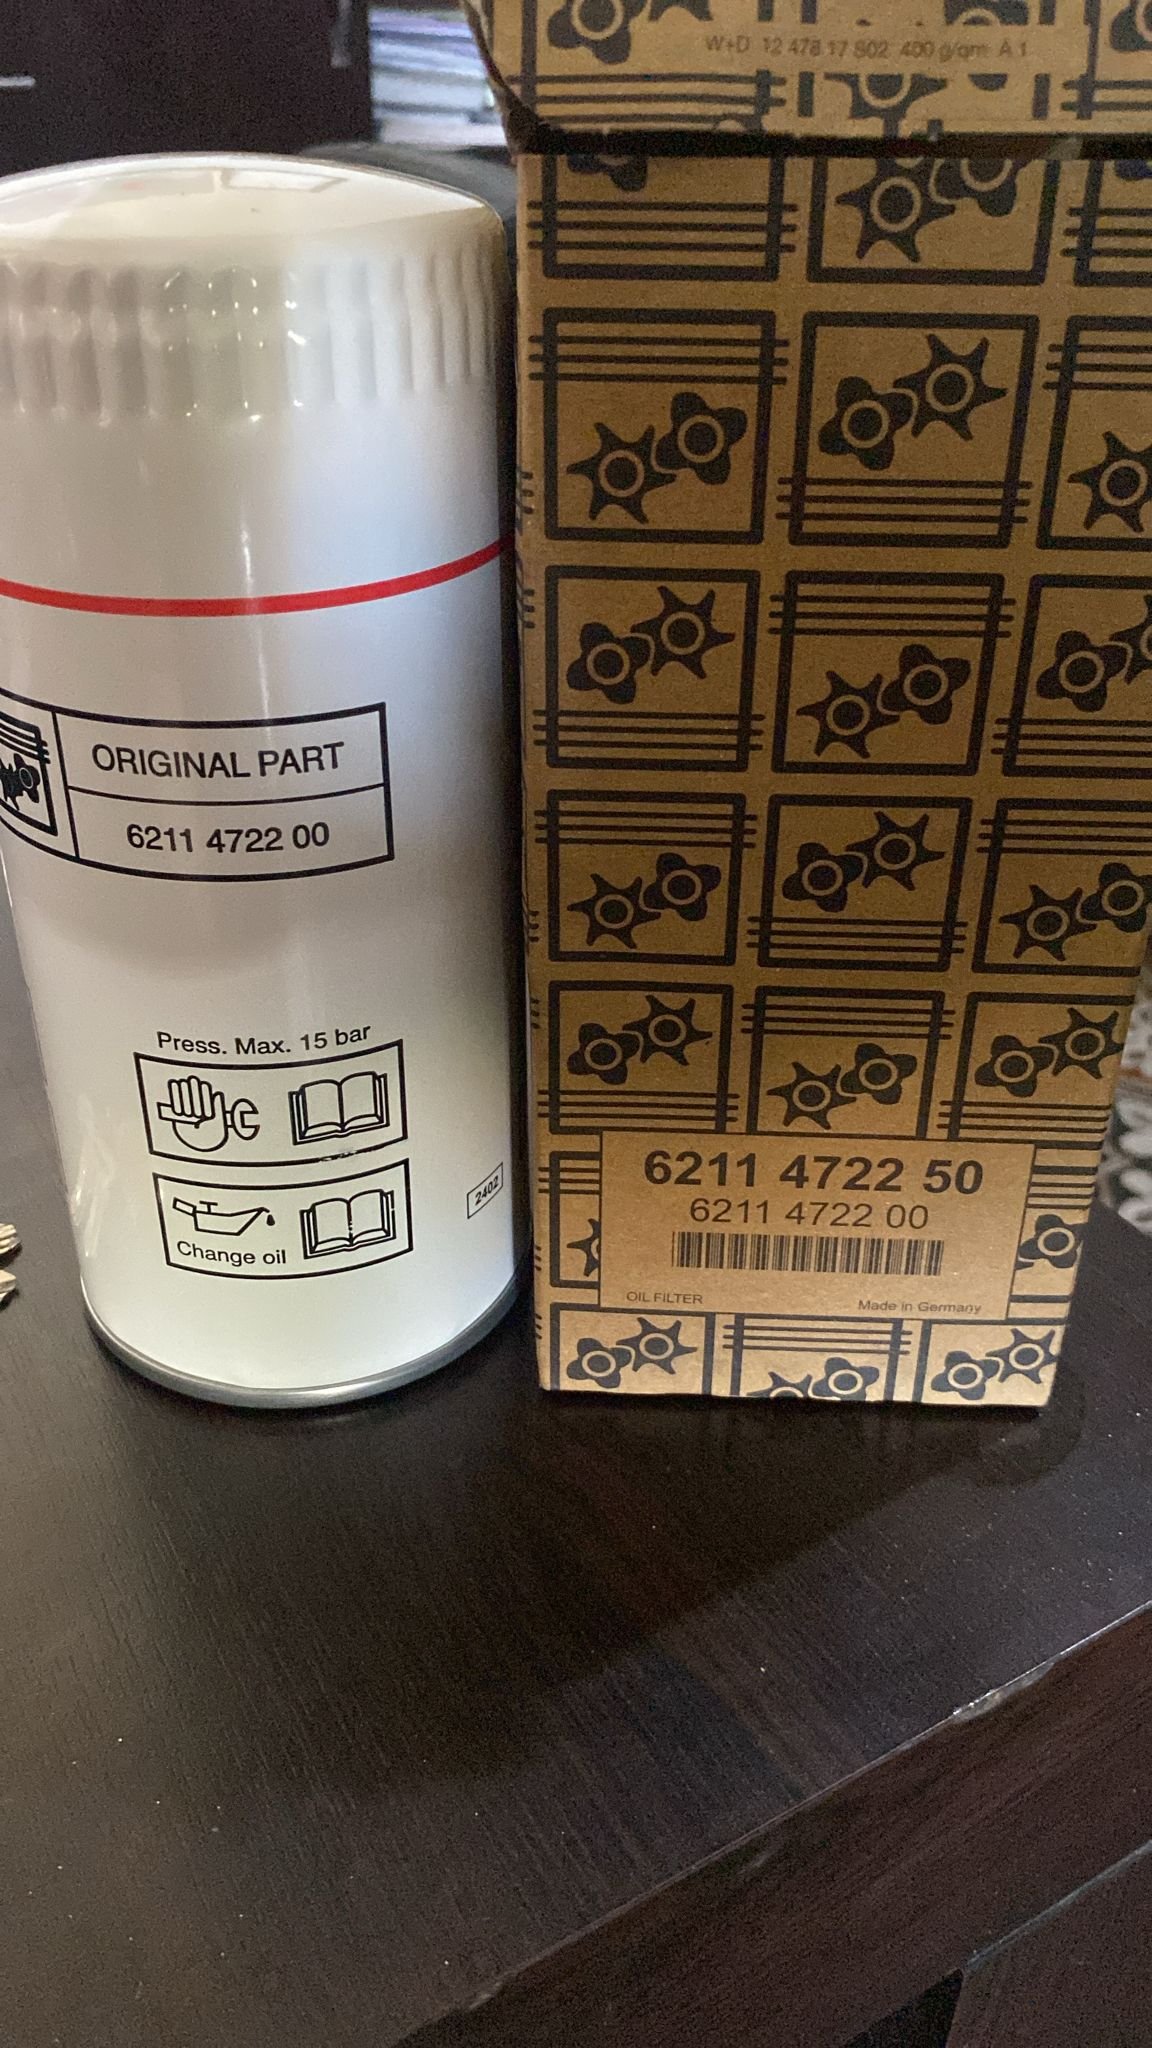 W+D 12 478 17 802 400 g/qm A 1
ORIGINAL PART
6211 4722 00
Press. Max. 15 bar
Change oil
2402
6211 4722 50
6211 4722 00
OIL FILTER
Made in Germany